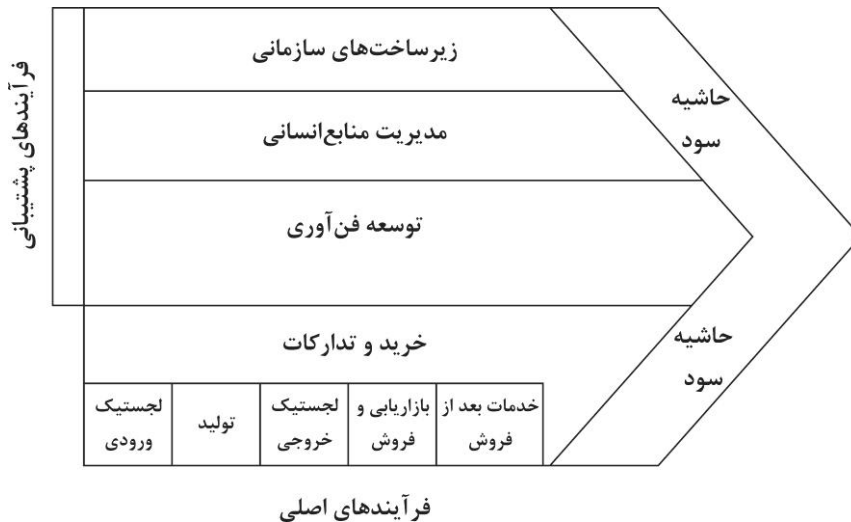 زیرساخت‌های سازمانی
مدیریت منابع‌انسانی
توسعه فن‌آوری
خرید و تدارکات
فرآیندهای پشتیبانی
حاشیه
سود
حاشیه
سود
لجستیک
ورودی
تولید
لجستیک
خروجی
بازاریابی و
فروش
خدمات بعد از
فروش
فرآیندهای اصلی